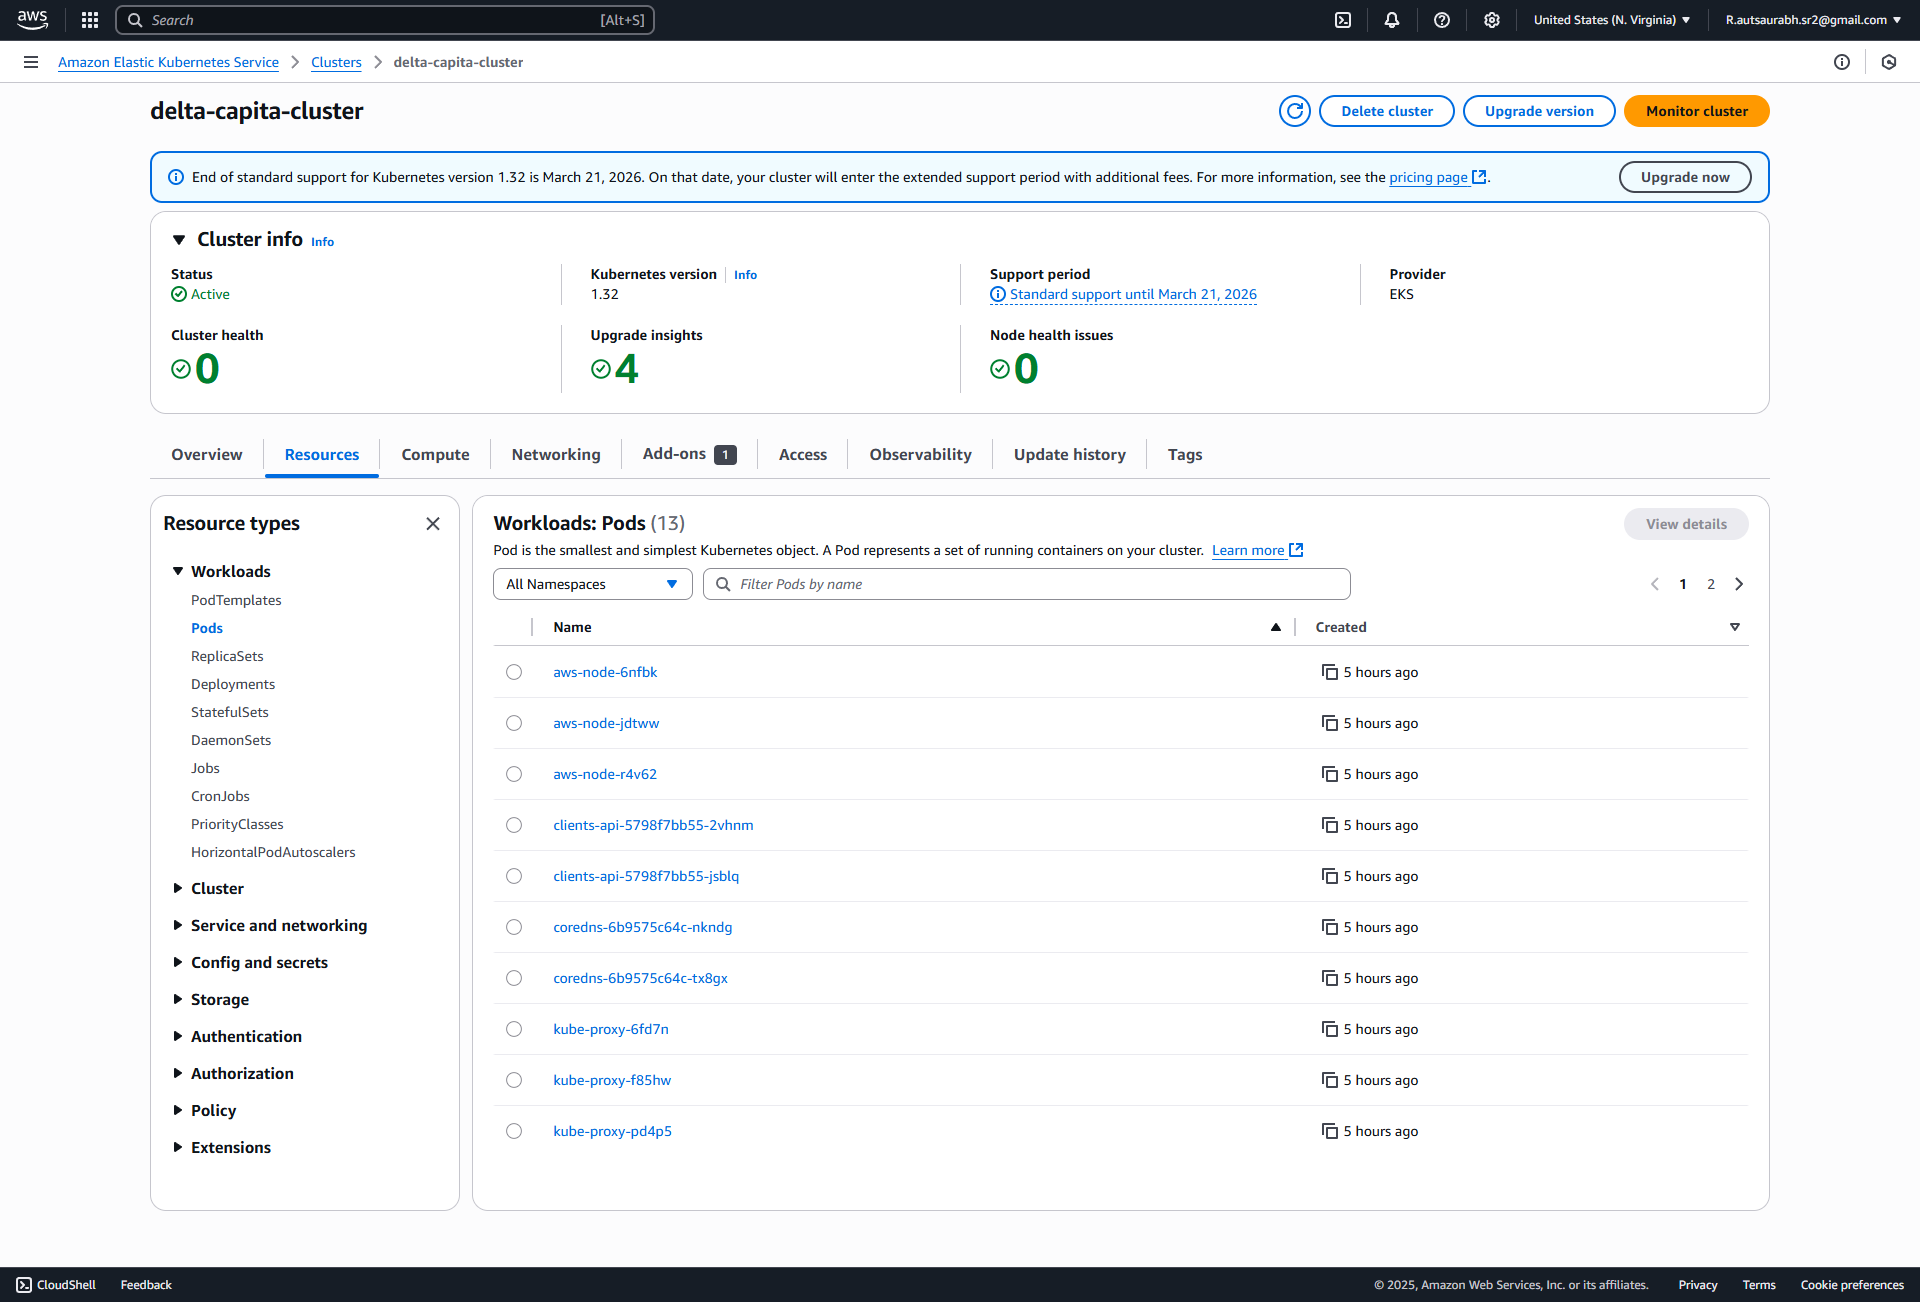 aws
Search [Alt+S]
United States (N. Virginia)
R.autsaurabh.sr2@gmail.com
Amazon Elastic Kubernetes Service
Clusters
delta-capita-cluster
delta-capita-cluster
Delete cluster
Upgrade version
Monitor cluster
End of standard support for Kubernetes version 1.32 is March 21, 2026. On that date, your cluster will enter the extended support period with additional fees. For more information, see the pricing page.
Upgrade now
Cluster info Info
Status
Active
Kubernetes version Info
1.32
Support period
Standard support until March 21, 2026
Provider
EKS
Cluster health
0
Upgrade insights
4
Node health issues
0
Overview
Resources
Compute
Networking
Add-ons 1
Access
Observability
Update history
Tags
Resource types
Workloads
PodTemplates
Pods
ReplicaSets
Deployments
StatefulSets
DaemonSets
Jobs
CronJobs
PriorityClasses
HorizontalPodAutoscalers
Cluster
Service and networking
Config and secrets
Storage
Authentication
Authorization
Policy
Extensions
Workloads: Pods (13)
View details
Pod is the smallest and simplest Kubernetes object. A Pod represents a set of running containers on your cluster. Learn more
All Namespaces
Filter Pods by name
1 2
Name Created
aws-node-6nfbk 5 hours ago
aws-node-jdtww 5 hours ago
aws-node-r4v62 5 hours ago
clients-api-5798f7bb55-2vhnm 5 hours ago
clients-api-5798f7bb55-jsblq 5 hours ago
coredns-6b9575c64c-nkndg 5 hours ago
coredns-6b9575c64c-tx8gx 5 hours ago
kube-proxy-6fd7n 5 hours ago
kube-proxy-f85hw 5 hours ago
kube-proxy-pd4p5 5 hours ago
CloudShell
Feedback
© 2025, Amazon Web Services, Inc. or its affiliates.
Privacy
Terms
Cookie preferences